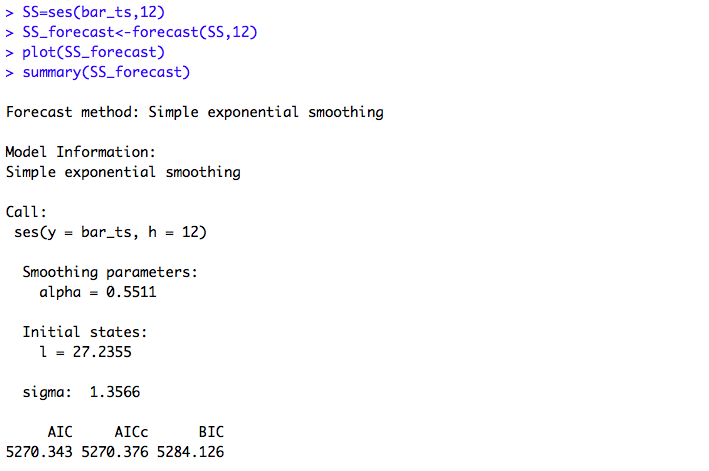 > SS=ses(bar_ts,12)
> SS_forecast<-forecast(SS,12)
> plot(SS_forecast)
> summary(SS_forecast)
Forecast method: Simple exponential smoothing
Model Information:
Simple exponential smoothing
Call:
 ses(y = bar_ts, h = 12)
  Smoothing parameters:
    alpha = 0.5511
  Initial states:
    l = 27.2355
  sigma:  1.3566
     AIC     AICc      BIC
5270.343 5270.376 5284.126